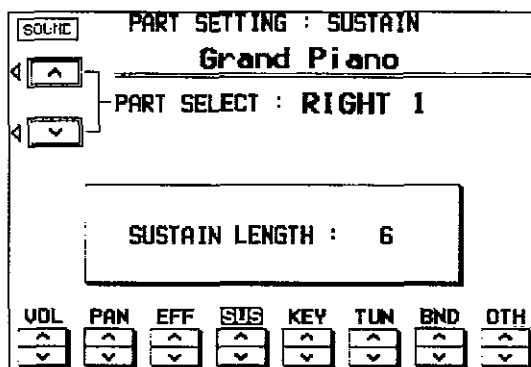 SOUND
PART SETTING : SUSTAIN
Grand Piano
PART SELECT : RIGHT 1
SUSTAIN LENGTH : 6
VOL PAN EFF SUS KEY TUN BND OTH